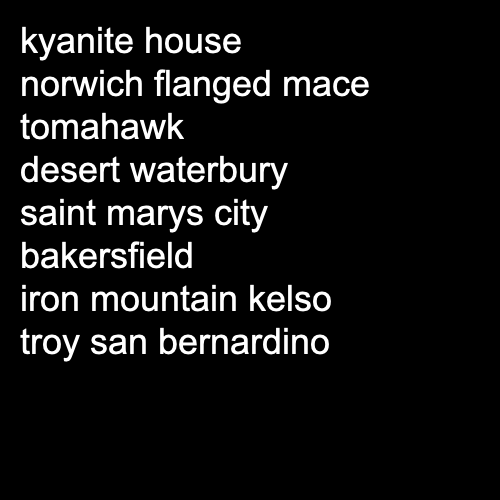 kyanite house
norwich flanged mace
tomahawk
desert waterbury
saint marys city
bakersfield
iron mountain kelso
troy san bernardino